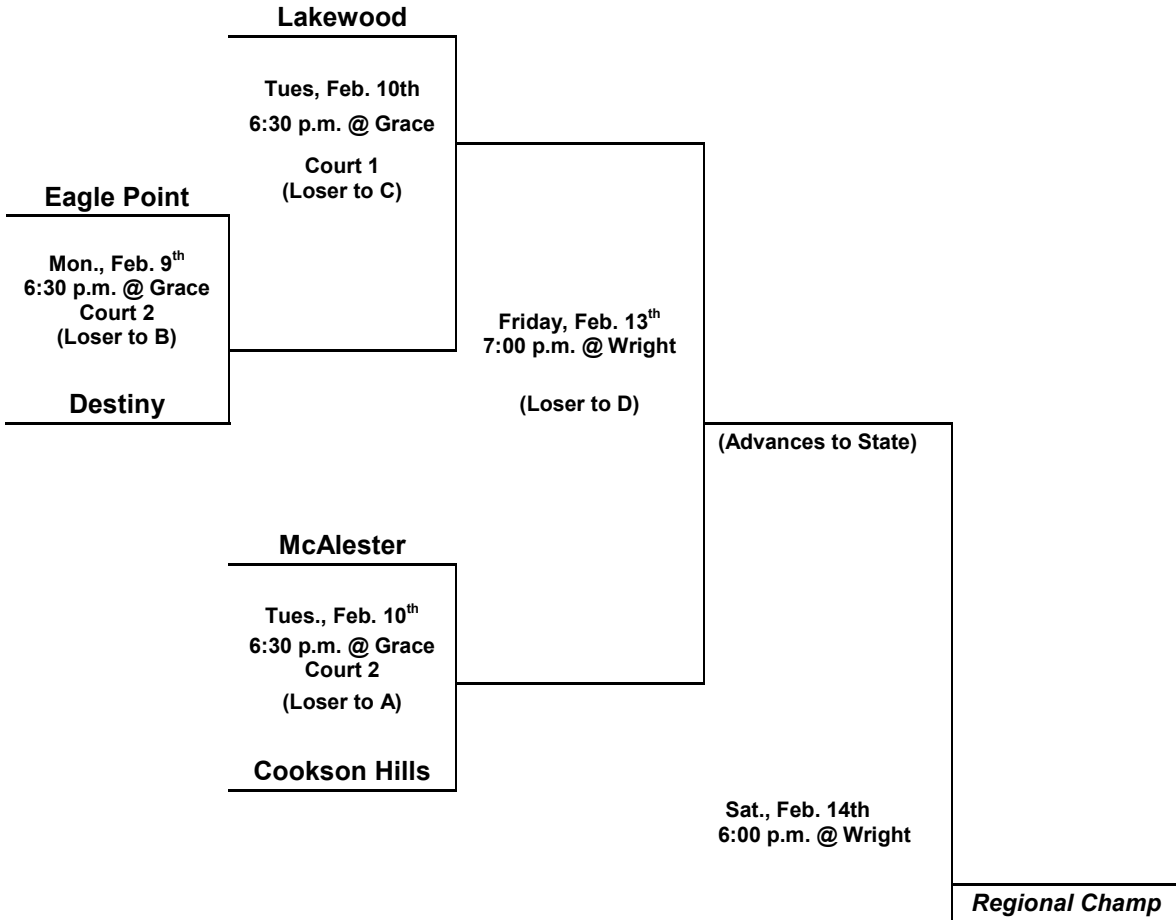 Lakewood
Tues, Feb. 10th
6:30 p.m. @ Grace
Court 1
(Loser to C)
Eagle Point
Mon., Feb. 9th
6:30 p.m. @ Grace
Court 2
(Loser to B)
Destiny
Friday, Feb. 13th
7:00 p.m. @ Wright
(Loser to D)
(Advances to State)
McAlester
Tues., Feb. 10th
6:30 p.m. @ Grace
Court 2
(Loser to A)
Cookson Hills
Sat., Feb. 14th
6:00 p.m. @ Wright
Regional Champ